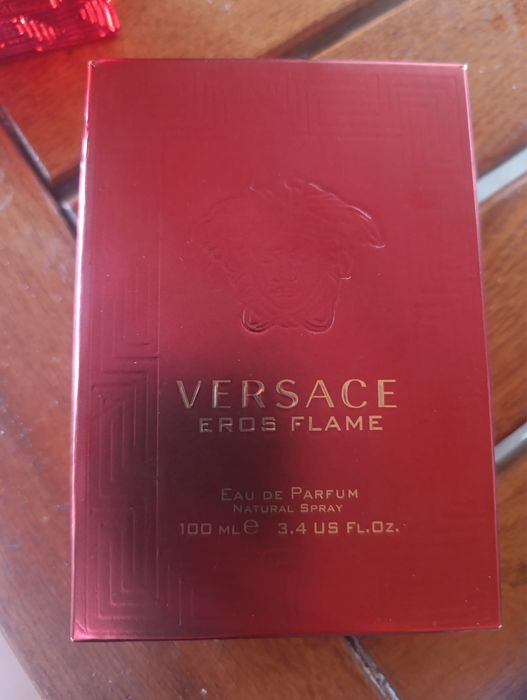 VERSACE
EROS FLAME
EAU DE PARFUM
NATURAL SPRAY
100 ML ℮ 3.4 US FL.OZ.